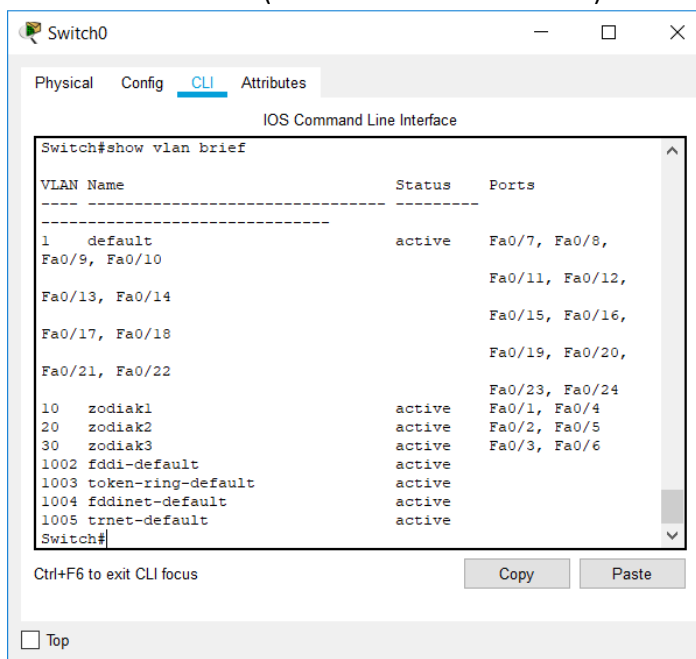 Switch0
Physical Config CLI Attributes
IOS Command Line Interface
Switch#show vlan brief
VLAN Name Status Ports
---- -------------------------------- ---------
-------------------------------
1 default active Fa0/7, Fa0/8,
Fa0/9, Fa0/10
Fa0/11, Fa0/12,
Fa0/13, Fa0/14
Fa0/15, Fa0/16,
Fa0/17, Fa0/18
Fa0/19, Fa0/20,
Fa0/21, Fa0/22
Fa0/23, Fa0/24
10 zodiak1 active Fa0/1, Fa0/4
20 zodiak2 active Fa0/2, Fa0/5
30 zodiak3 active Fa0/3, Fa0/6
1002 fddi-default active
1003 token-ring-default active
1004 fddinet-default active
1005 trnet-default active
Switch#
Ctrl+F6 to exit CLI focus Copy Paste
Top